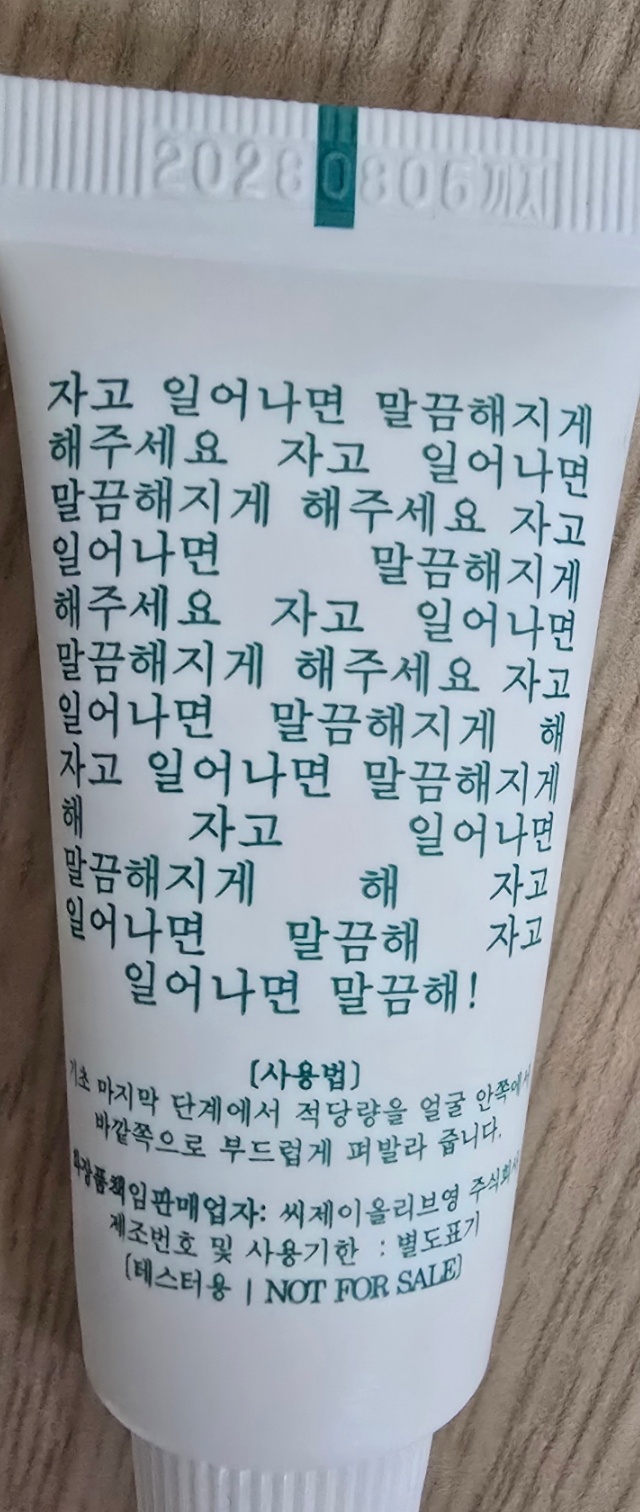 20280806까지
자고 일어나면 말끔해지게
해주세요 자고 일어나면
말끔해지게 해주세요 자고
일어나면 말끔해지게
해주세요 자고 일어나면
말끔해지게 해주세요 자고
일어나면 말끔해지게 해
자고 일어나면 말끔해지게
해 자고 일어나면
말끔해지게 해 자고
일어나면 말끔해 자고
일어나면 말끔해!
[사용법]
기초 마지막 단계에서 적당량을 얼굴 안쪽에서
바깥쪽으로 부드럽게 펴발라 줍니다.
화장품책임판매업자: 씨제이올리브영 주식회사
제조번호 및 사용기한 : 별도표기
[테스터용 | NOT FOR SALE]